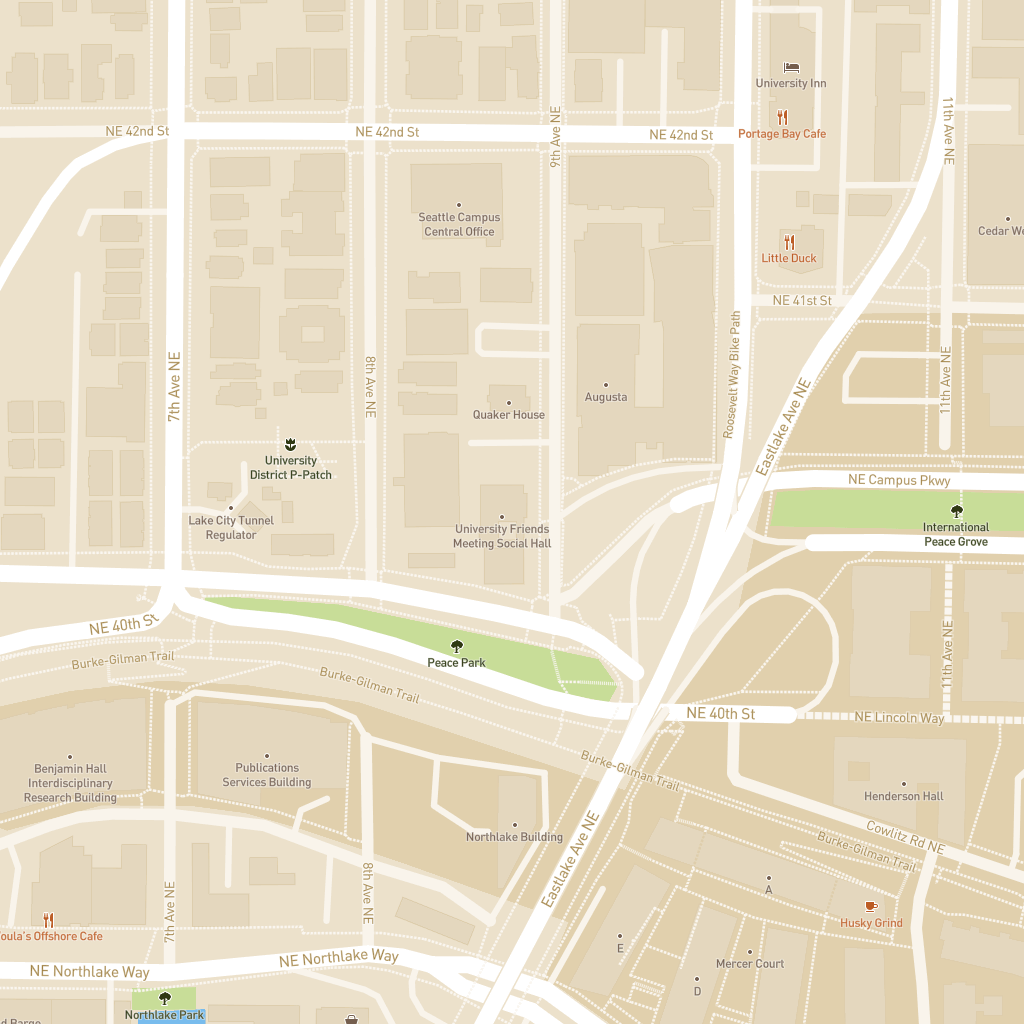 University Inn
NE 42nd St
NE 42nd St
NE 42nd St
Portage Bay Cafe
9th Ave NE
11th Ave NE
Seattle Campus
Central Office
Little Duck
Cedar We
NE 41st St
7th Ave NE
8th Ave NE
Roosevelt Way Bike Path
11th Ave NE
Augusta
Quaker House
Eastlake Ave NE
University
District P-Patch
NE Campus Pkwy
Lake City Tunnel
Regulator
University Friends
Meeting Social Hall
International
Peace Grove
NE 40th St
11th Ave NE
Burke-Gilman Trail
Peace Park
Burke-Gilman Trail
NE 40th St
NE Lincoln Way
Benjamin Hall
Interdisciplinary
Research Building
Publications
Services Building
Burke-Gilman Trail
Henderson Hall
Northlake Building
Cowlitz Rd NE
Burke-Gilman Trail
Eastlake Ave NE
8th Ave NE
7th Ave NE
A
Husky Grind
oula's Offshore Cafe
E
NE Northlake Way
NE Northlake Way
Mercer Court
D
Northlake Park
d Barge